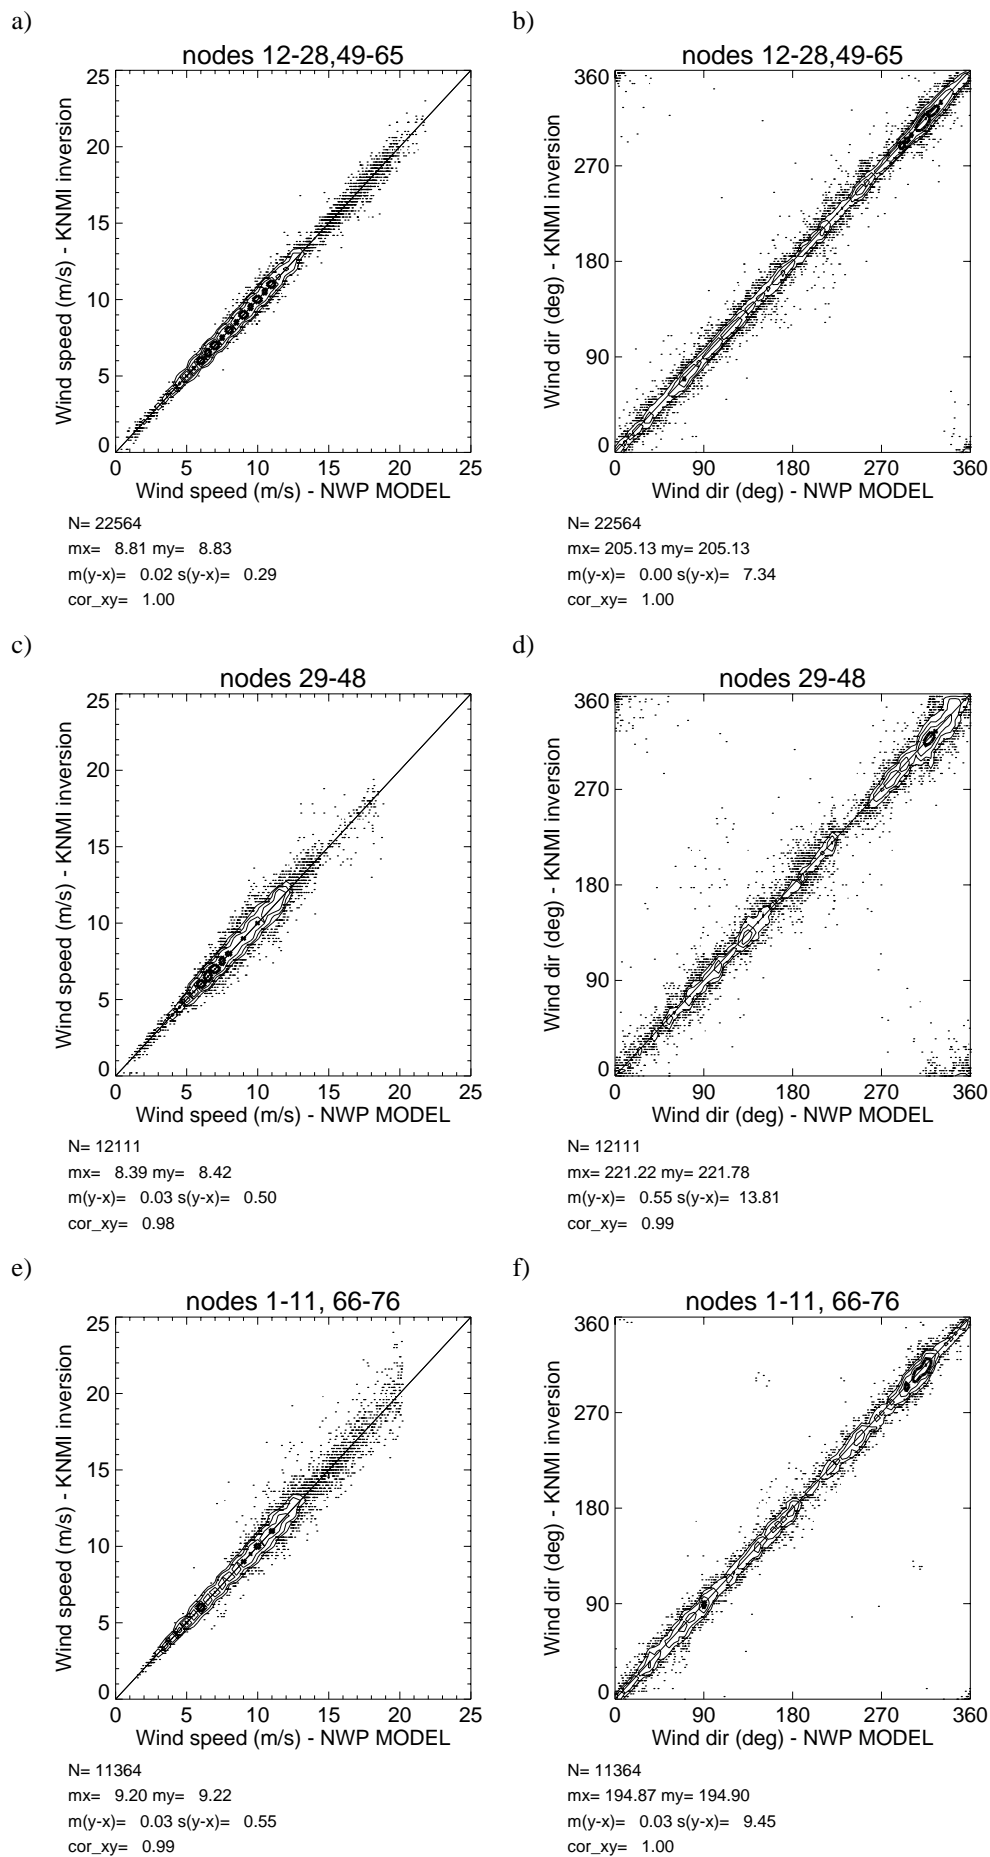 a)
nodes 12-28,49-65
25
20
15
10
5
0
Wind speed (m/s) - KNMI inversion
0 5 10 15 20 25
Wind speed (m/s) - NWP MODEL
N= 22564
mx= 8.81 my= 8.83
m(y-x)= 0.02 s(y-x)= 0.29
cor_xy= 1.00
b)
nodes 12-28,49-65
360
270
180
90
0
Wind dir (deg) - KNMI inversion
0 90 180 270 360
Wind dir (deg) - NWP MODEL
N= 22564
mx= 205.13 my= 205.13
m(y-x)= 0.00 s(y-x)= 7.34
cor_xy= 1.00
c)
nodes 29-48
25
20
15
10
5
0
Wind speed (m/s) - KNMI inversion
0 5 10 15 20 25
Wind speed (m/s) - NWP MODEL
N= 12111
mx= 8.39 my= 8.42
m(y-x)= 0.03 s(y-x)= 0.50
cor_xy= 0.98
d)
nodes 29-48
360
270
180
90
0
Wind dir (deg) - KNMI inversion
0 90 180 270 360
Wind dir (deg) - NWP MODEL
N= 12111
mx= 221.22 my= 221.78
m(y-x)= 0.55 s(y-x)= 13.81
cor_xy= 0.99
e)
nodes 1-11, 66-76
25
20
15
10
5
0
Wind speed (m/s) - KNMI inversion
0 5 10 15 20 25
Wind speed (m/s) - NWP MODEL
N= 11364
mx= 9.20 my= 9.22
m(y-x)= 0.03 s(y-x)= 0.55
cor_xy= 0.99
f)
nodes 1-11, 66-76
360
270
180
90
0
Wind dir (deg) - KNMI inversion
0 90 180 270 360
Wind dir (deg) - NWP MODEL
N= 11364
mx= 194.87 my= 194.90
m(y-x)= 0.03 s(y-x)= 9.45
cor_xy= 1.00